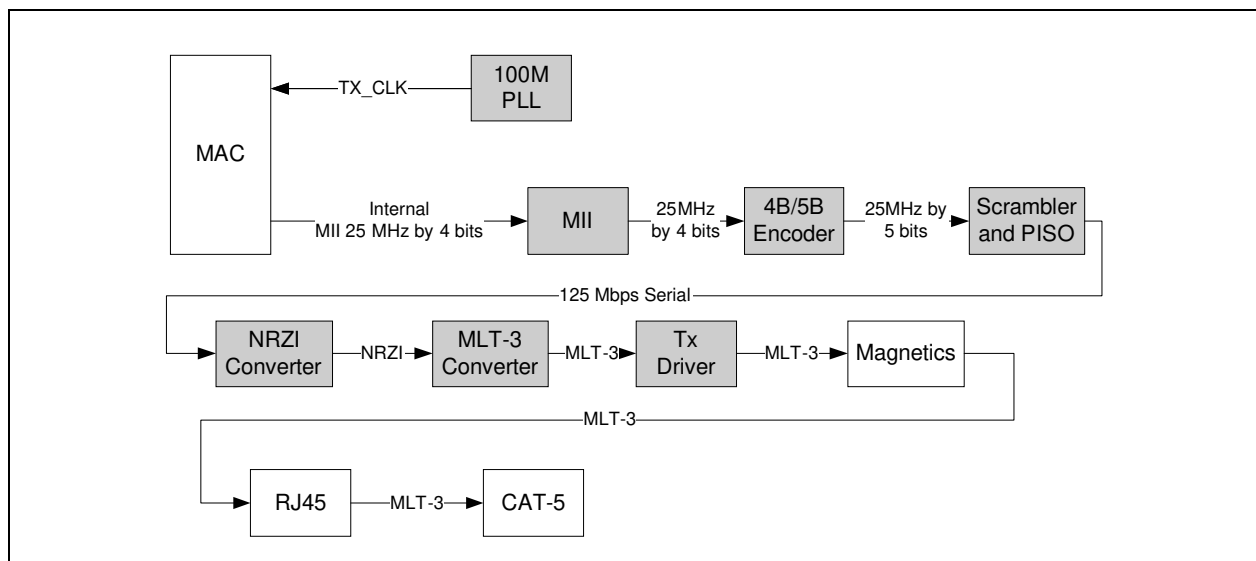 100M
PLL
TX_CLK
MAC
Internal
MII 25 MHz by 4 bits
MII
25MHz
by 4 bits
4B/5B
Encoder
25MHz by
5 bits
Scrambler
and PISO
125 Mbps Serial
NRZI
Converter
NRZI
MLT-3
Converter
MLT-3
Tx
Driver
MLT-3
Magnetics
MLT-3
RJ45
MLT-3
CAT-5